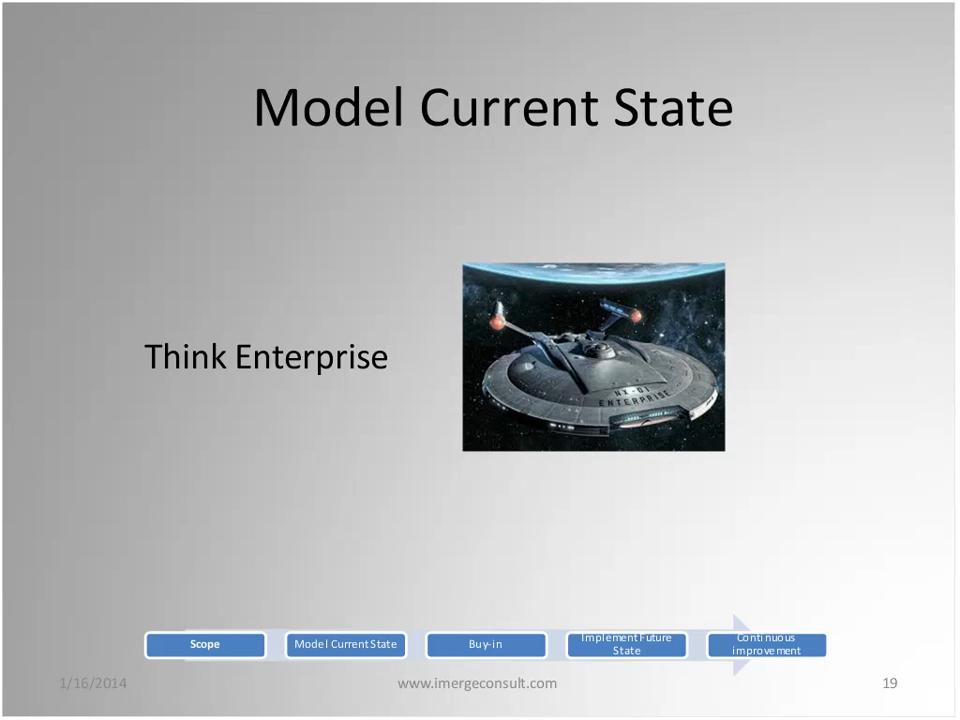 Model Current State
Think Enterprise
NX-01
ENTERPRISE
Scope
Model Current State
Buy-in
Implement Future
State
Continuous
improvement
1/16/2014
www.imergeconsult.com
19